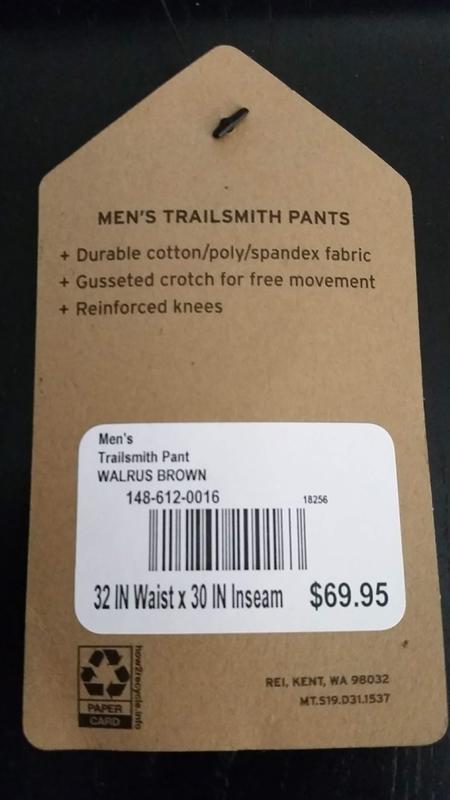 MEN'S TRAILSMITH PANTS
+ Durable cotton/poly/spandex fabric
+ Gusseted crotch for free movement
+ Reinforced knees
Men's
Trailsmith Pant
WALRUS BROWN
148-612-0016 18256
32 IN Waist x 30 IN Inseam $69.95
how2recycle.info
PAPER
CARD
REI, KENT, WA 98032
MT.S19.D31.1537